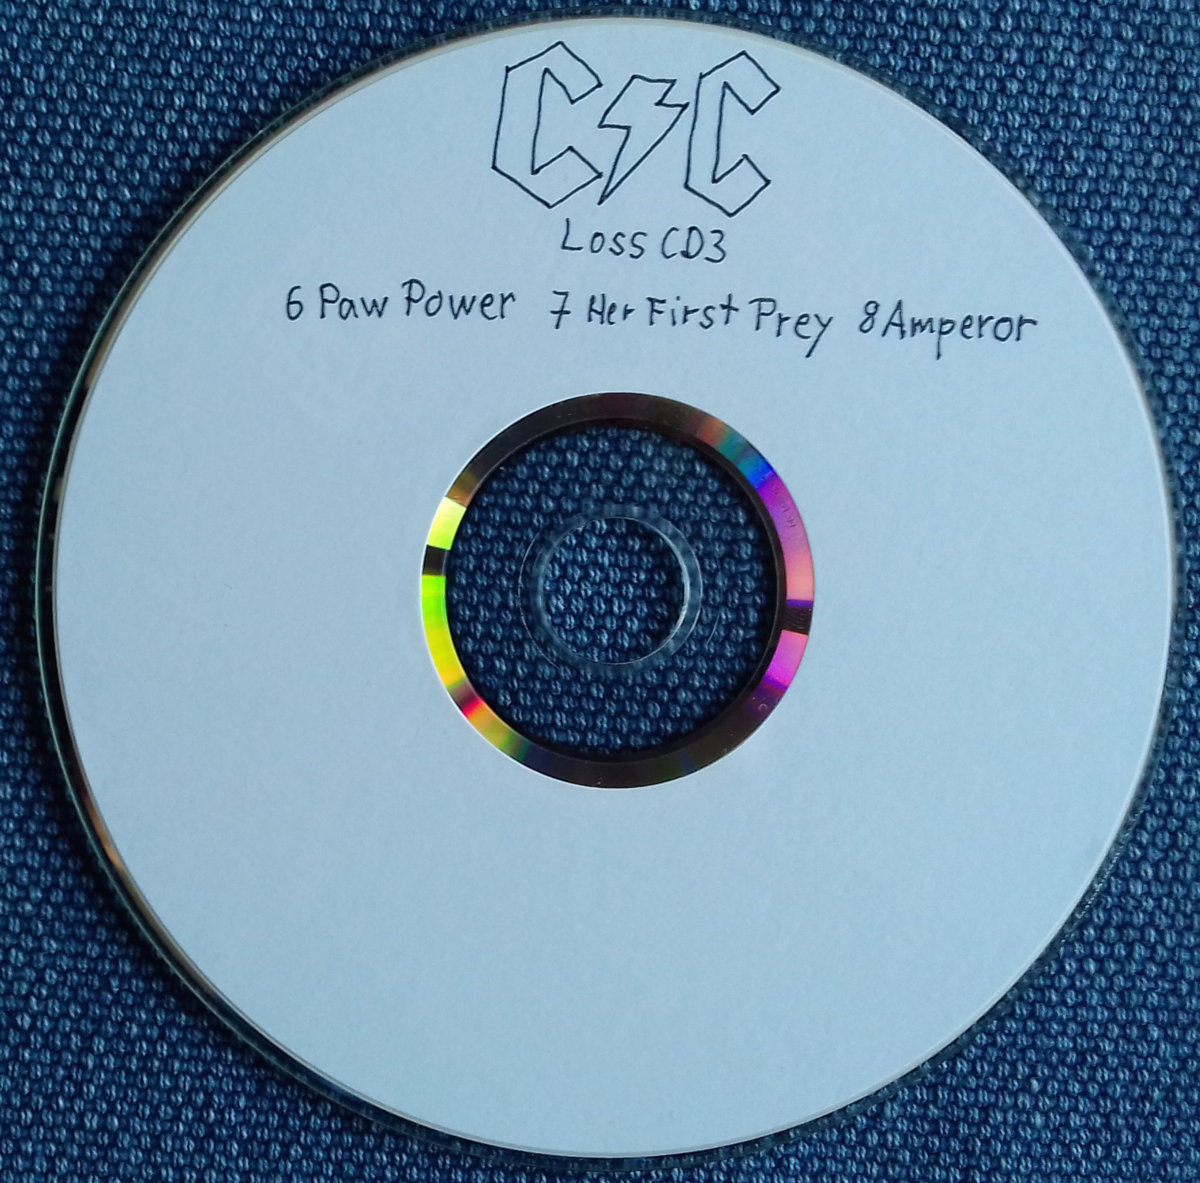 C⚡C
Loss CD3
6 Paw Power 7 Her First Prey 8 Amperor